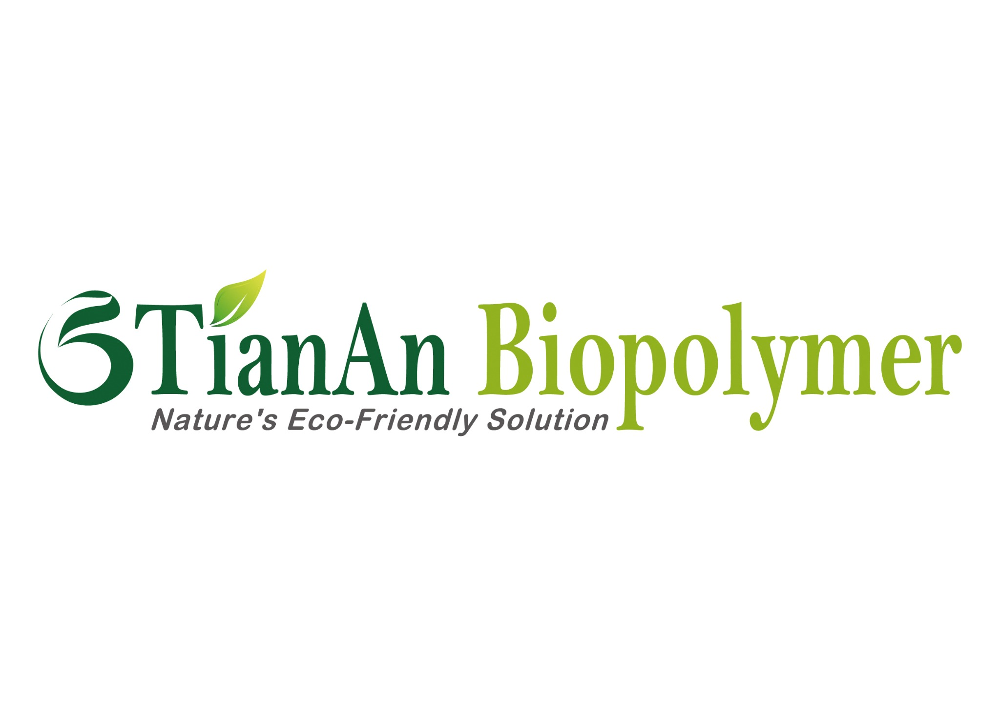 TianAn Biopolymer
Nature's Eco-Friendly Solution